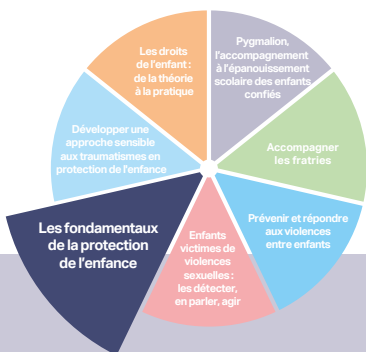 Les droits
de l'enfant :
de la théorie
à la pratique
Pygmalion,
l'accompagnement
à l'épanouissement
scolaire des enfants
confiés
Accompagner
les fratries
Prévenir et répondre
aux violences
entre enfants
Enfants
victimes de
violences
sexuelles :
les détecter,
en parler, agir
Les fondamentaux
de la protection
de l'enfance
Développer une
approche sensible
aux traumatismes en
protection de l'enfance